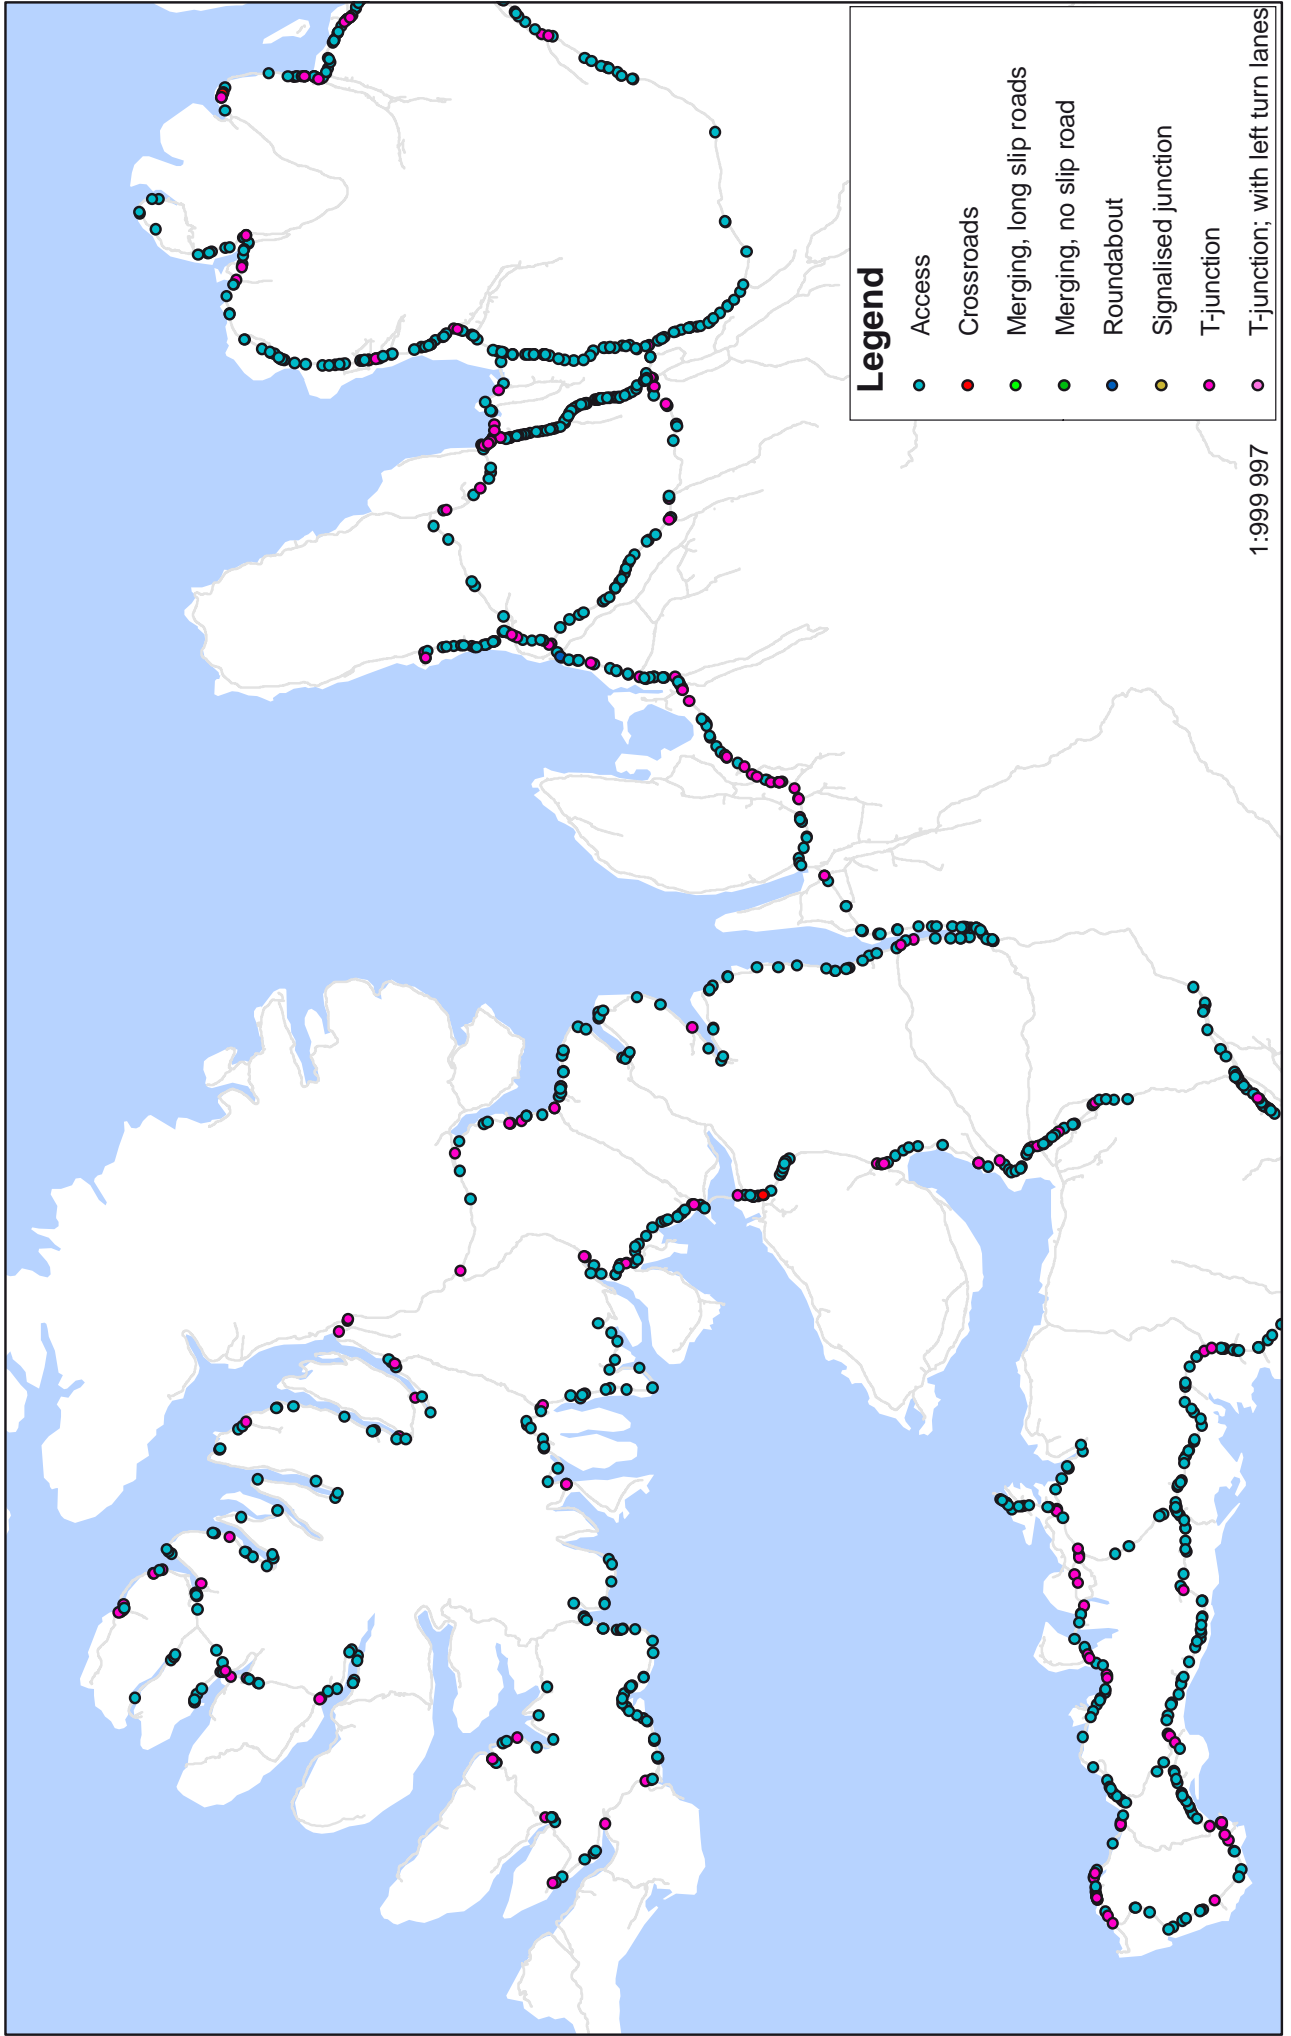 Legend
Access
Crossroads
Merging, long slip roads
Merging, no slip road
Roundabout
Signalised junction
T-junction
T-junction; with left turn lanes
1:999 997